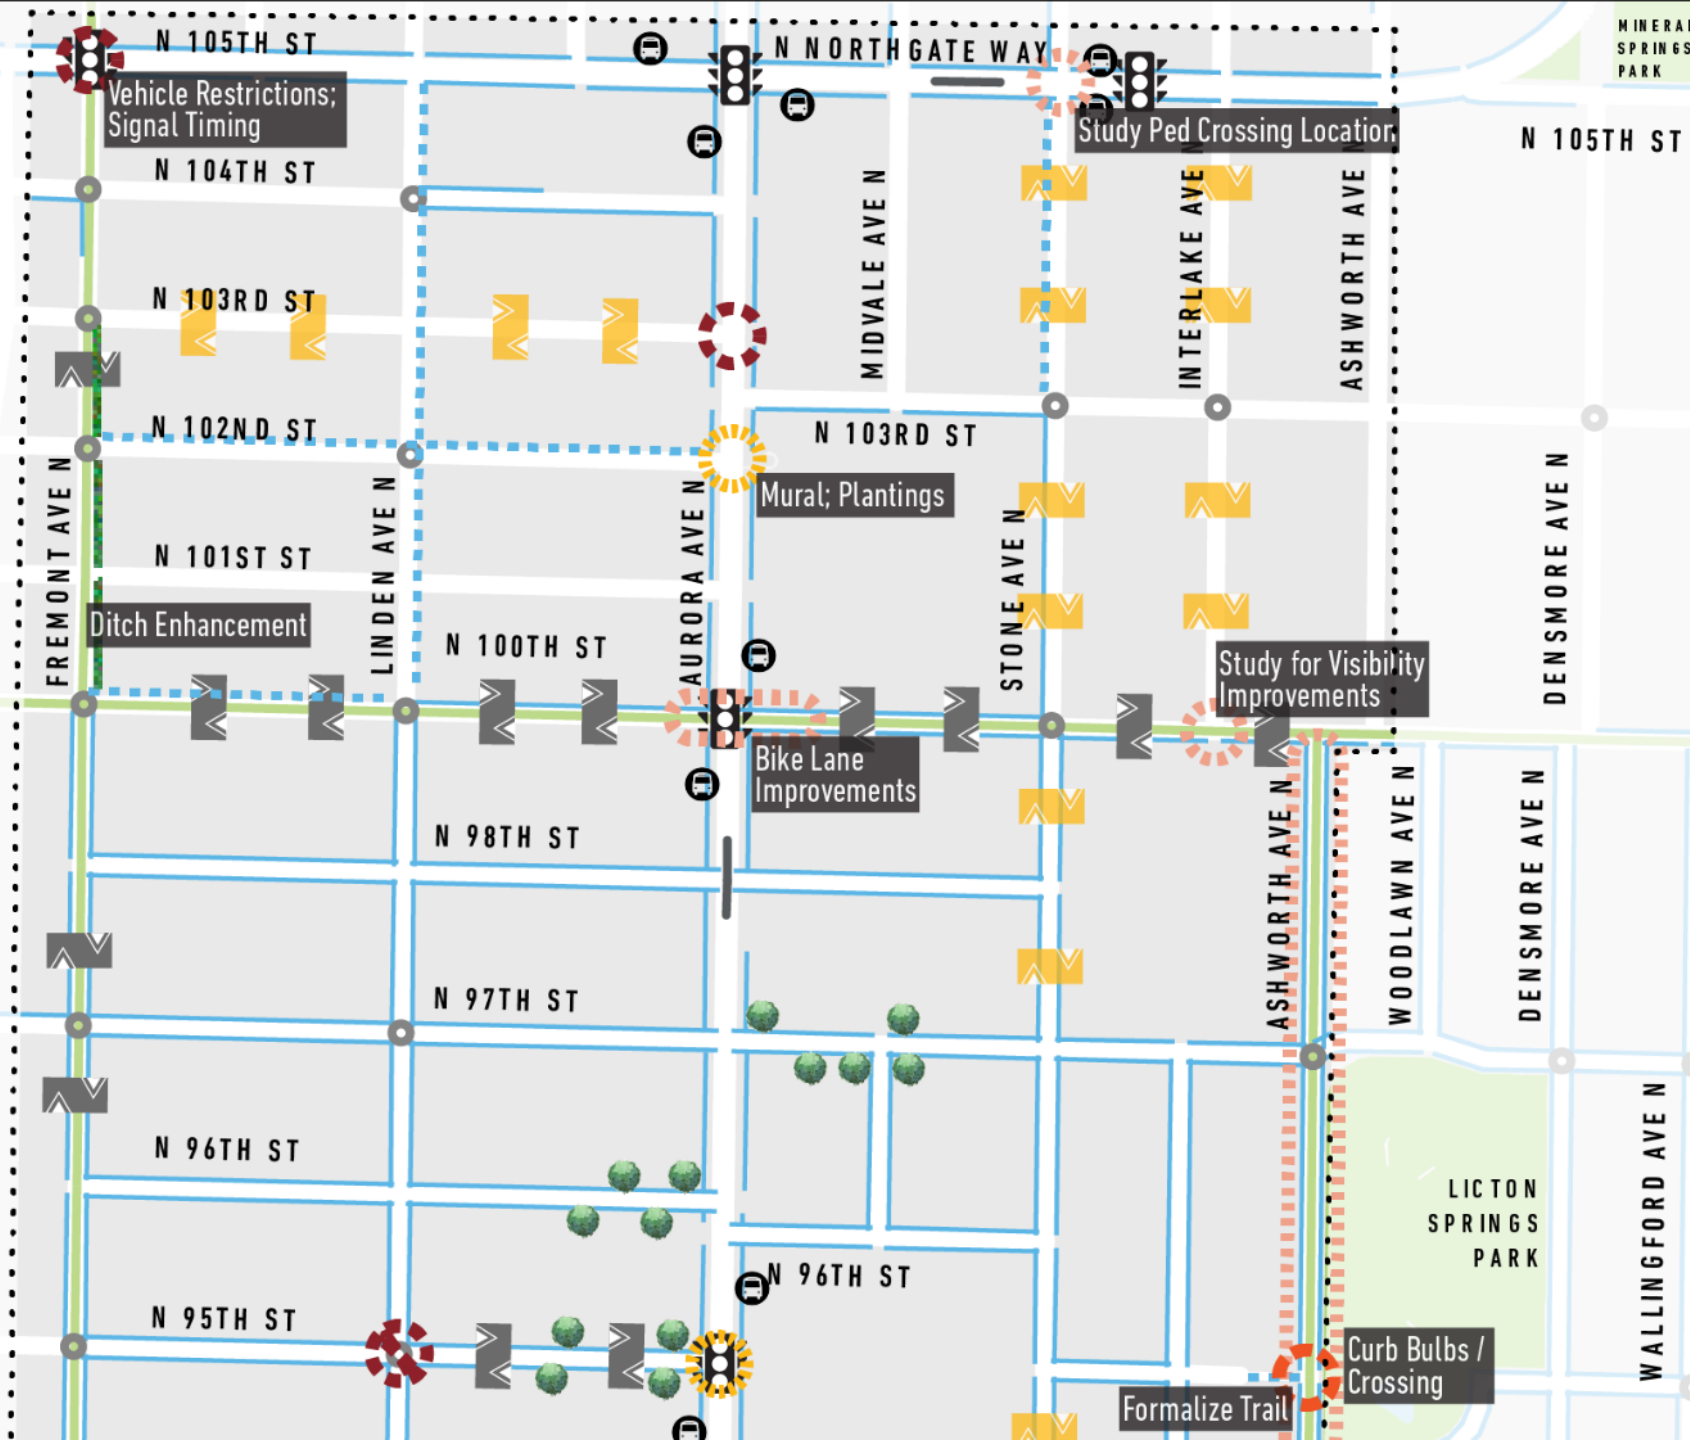 MINERA
SPRINGS
PARK
N 105TH ST
N NORTHGATE WAY
Vehicle Restrictions;
Signal Timing
Study Ped Crossing Location
N 105TH ST
N 104TH ST
MIDVALE AVE N
INTERLAKE AVE N
ASHWORTH AVE N
N 103RD ST
N 102ND ST
N 103RD ST
Mural; Plantings
FREMONT AVE N
LINDEN AVE N
AURORA AVE N
STONE AVE N
DENSMORE AVE N
N 101ST ST
Ditch Enhancement
N 100TH ST
Study for Visibility
Improvements
Bike Lane
Improvements
N 98TH ST
ASHWORTH AVE N
WOODLAWN AVE N
DENSMORE AVE N
N 97TH ST
N 96TH ST
WALLINGFORD AVE N
LICTON
SPRINGS
PARK
N 96TH ST
N 95TH ST
Curb Bulbs /
Crossing
Formalize Trail